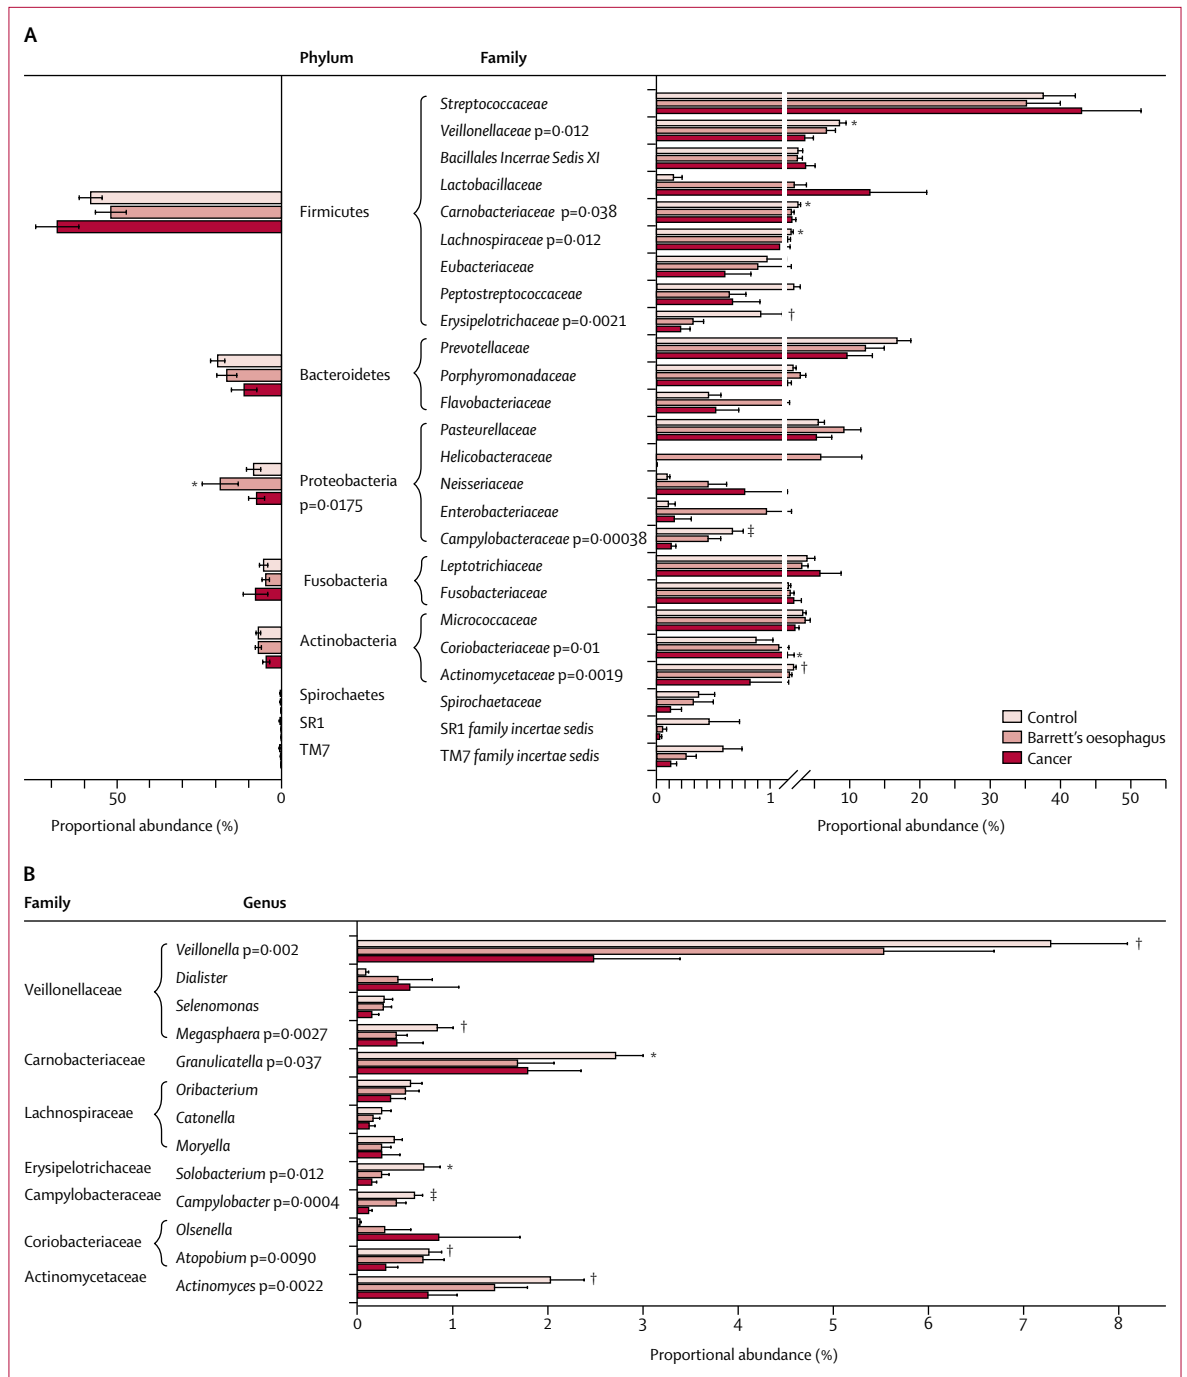 A
Phylum Family
Streptococcaceae
Veillonellaceae p=0·012
*
Bacillales Incerrae Sedis XI
Lactobacillaceae
Firmicutes
Carnobacteriaceae p=0·038
*
Lachnospiraceae p=0·012
*
Eubacteriaceae
Peptostreptococcaceae
Erysipelotrichaceae p=0·0021
†
Prevotellaceae
Bacteroidetes
Porphyromonadaceae
Flavobacteriaceae
Pasteurellaceae
Helicobacteraceae
*
Proteobacteria
p=0·0175
Neisseriaceae
Enterobacteriaceae
Campylobacteraceae p=0·00038
‡
Fusobacteria
Leptotrichiaceae
Fusobacteriaceae
Actinobacteria
Micrococcaceae
Coriobacteriaceae p=0·01
*
Actinomycetaceae p=0·0019
†
Spirochaetes
Spirochaetaceae
SR1
SR1 family incertae sedis
TM7
TM7 family incertae sedis
Control
Barrett's oesophagus
Cancer
50 0
0 1 10 20 30 40 50
Proportional abundance (%)
Proportional abundance (%)
B
Family Genus
Veillonellaceae
Veillonella p=0·002
†
Dialister
Selenomonas
Megasphaera p=0·0027
†
Carnobacteriaceae
Granulicatella p=0·037
*
Lachnospiraceae
Oribacterium
Catonella
Moryella
Erysipelotrichaceae
Solobacterium p=0·012
*
Campylobacteraceae
Campylobacter p=0·0004
‡
Coriobacteriaceae
Olsenella
Atopobium p=0·0090
†
Actinomycetaceae
Actinomyces p=0·0022
†
0 1 2 3 4 5 6 7 8
Proportional abundance (%)